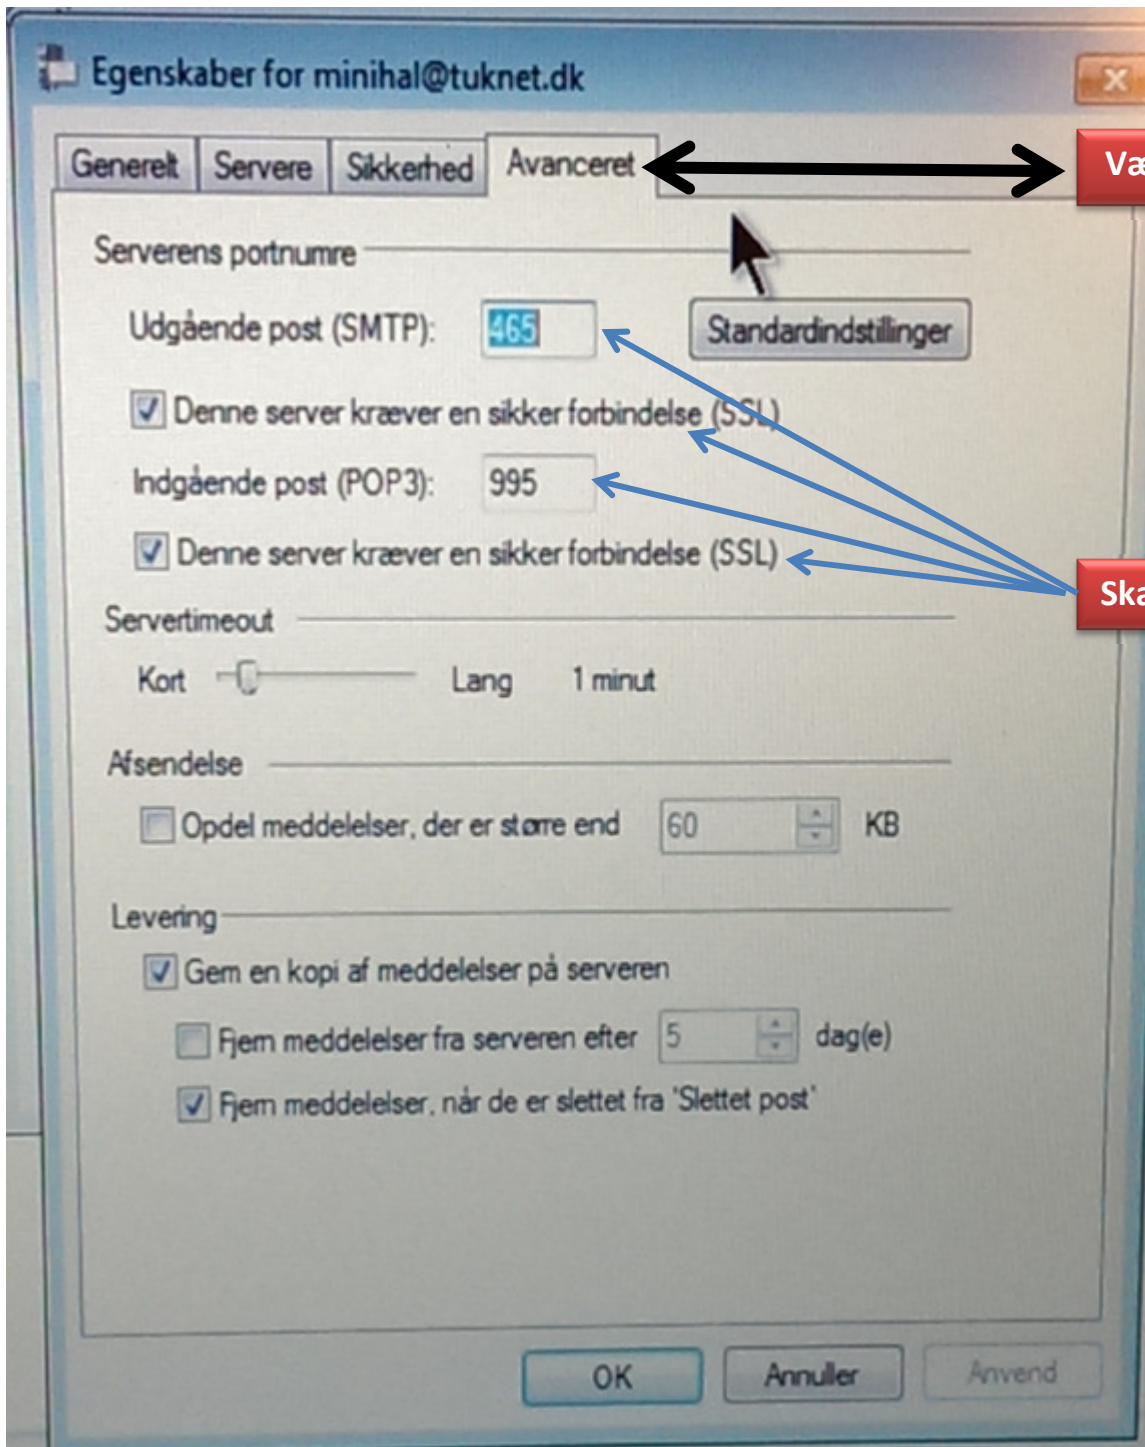 Egenskaber for minihal@tuknet.dk
Generelt Servere Sikkerhed Avanceret
Væ
Serverens portnumre
Udgående post (SMTP): 465 Standardindstillinger
Denne server kræver en sikker forbindelse (SSL)
Indgående post (POP3): 995
Denne server kræver en sikker forbindelse (SSL)
Ska
Servertimeout
Kort Lang 1 minut
Afsendelse
Opdel meddelelser, der er større end 60 KB
Levering
Gem en kopi af meddelelser på serveren
Fjern meddelelser fra serveren efter 5 dag(e)
Fjern meddelelser, når de er slettet fra 'Slettet post'
OK Annuller Anvend